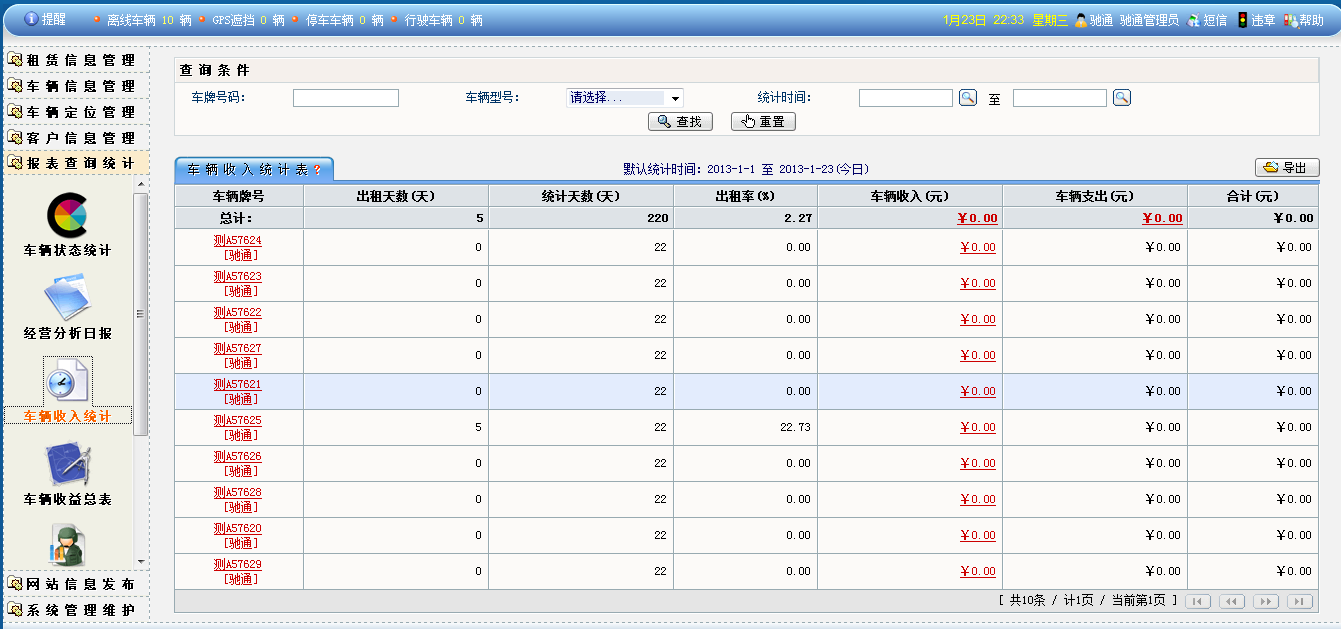 提醒 离线车辆 10 辆 GPS遮挡 0 辆 停车车辆 0 辆 行驶车辆 0 辆 1月23日 22:33 星期三 驰通 驰通管理员 短信 违章 帮助
租赁信息管理
车辆信息管理
车辆定位管理
客户信息管理
报表查询统计
车辆状态统计
经营分析日报
车辆收入统计
车辆收益总表
网站信息发布
系统管理维护
查询条件
车牌号码: 车辆型号: 请选择... 统计时间: 至
查找 重置
车辆收入统计表? 默认统计时间: 2013-1-1 至 2013-1-23(今日) 导出
车辆牌号 出租天数(天) 统计天数(天) 出租率(%) 车辆收入(元) 车辆支出(元) 合计(元)
总计: 5 220 2.27 ¥0.00 ¥0.00 ¥0.00
测A57624 0 22 0.00 ¥0.00 ¥0.00 ¥0.00
[驰通]
测A57623 0 22 0.00 ¥0.00 ¥0.00 ¥0.00
[驰通]
测A57622 0 22 0.00 ¥0.00 ¥0.00 ¥0.00
[驰通]
测A57627 0 22 0.00 ¥0.00 ¥0.00 ¥0.00
[驰通]
测A57621 0 22 0.00 ¥0.00 ¥0.00 ¥0.00
[驰通]
测A57625 5 22 22.73 ¥0.00 ¥0.00 ¥0.00
[驰通]
测A57626 0 22 0.00 ¥0.00 ¥0.00 ¥0.00
[驰通]
测A57628 0 22 0.00 ¥0.00 ¥0.00 ¥0.00
[驰通]
测A57620 0 22 0.00 ¥0.00 ¥0.00 ¥0.00
[驰通]
测A57629 0 22 0.00 ¥0.00 ¥0.00 ¥0.00
[驰通]
[ 共10条 / 计1页 / 当前第1页 ]